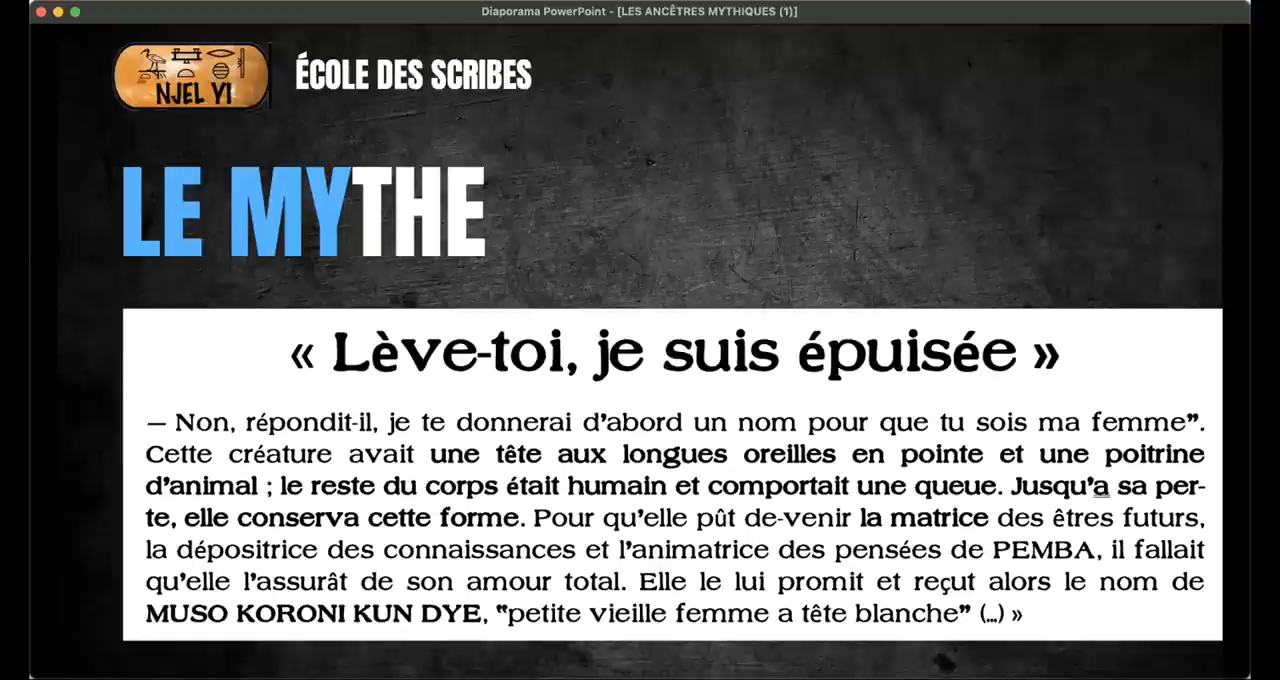 Diaporama PowerPoint - [LES ANCÊTRES MYTHIQUES (1)]
NJEL YI
ÉCOLE DES SCRIBES
LE MYTHE
« Lève-toi, je suis épuisée »
— Non, répondit-il, je te donnerai d’abord un nom pour que tu sois ma femme”.
Cette créature avait une tête aux longues oreilles en pointe et une poitrine
d’animal ; le reste du corps était humain et comportait une queue. Jusqu’a sa per-
te, elle conserva cette forme. Pour qu’elle pût de-venir la matrice des êtres futurs,
la dépositrice des connaissances et l’animatrice des pensées de PEMBA, il fallait
qu’elle l’assurât de son amour total. Elle le lui promit et reçut alors le nom de
MUSO KORONI KUN DYE, “petite vieille femme a tête blanche” (...) »